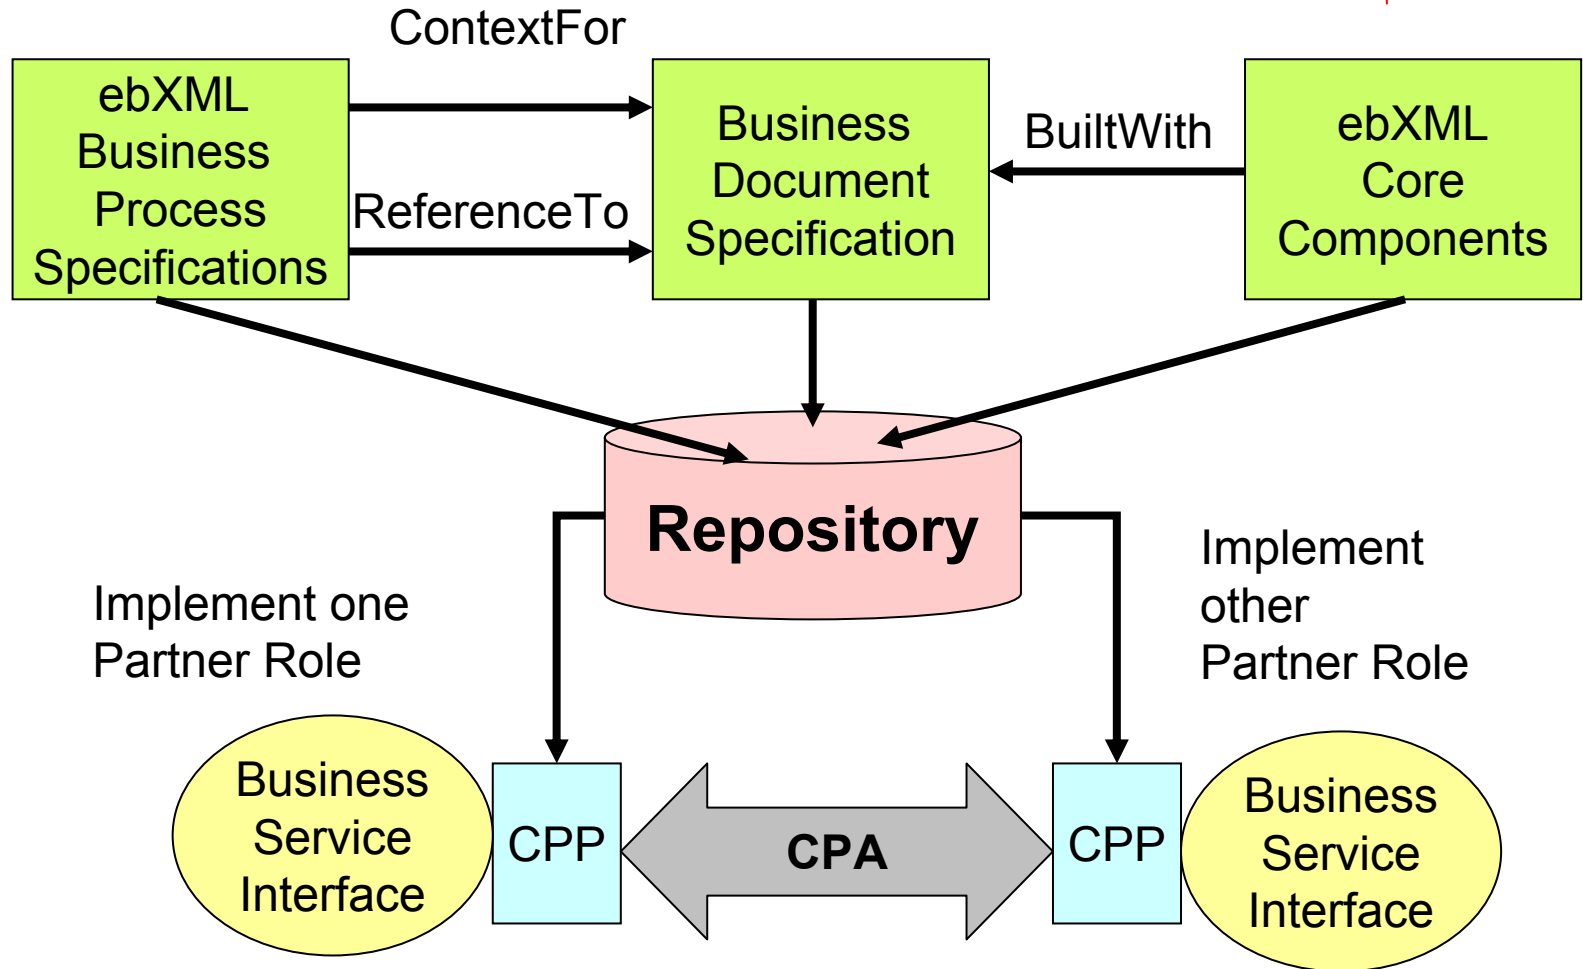 ContextFor
ebXML
Business
Process
Specifications
ReferenceTo
Business
Document
Specification
BuiltWith
ebXML
Core
Components
Repository
Implement one
Partner Role
Implement
other
Partner Role
Business
Service
Interface
CPP
CPA
CPP
Business
Service
Interface